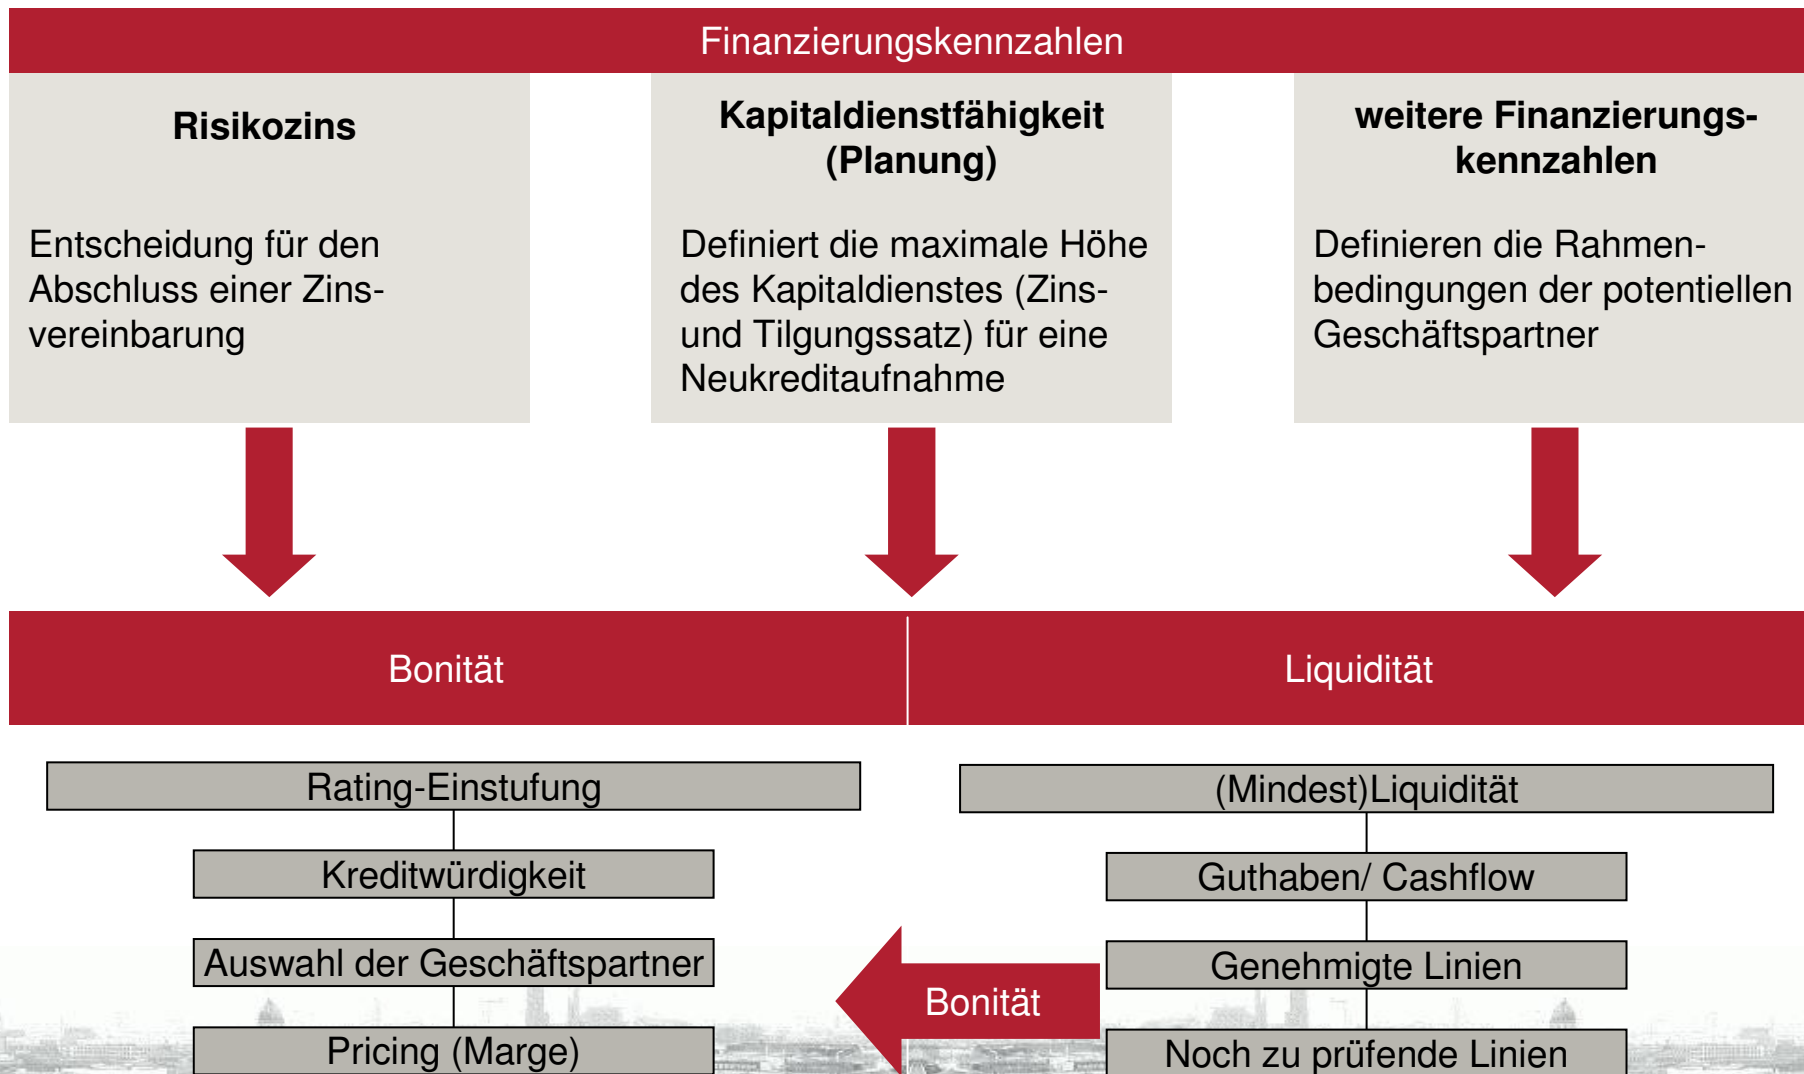 Finanzierungskennzahlen
Risikozins
Entscheidung für den
Abschluss einer Zins-
vereinbarung
Kapitaldienstfähigkeit
(Planung)
Definiert die maximale Höhe
des Kapitaldienstes (Zins-
und Tilgungssatz) für eine
Neukreditaufnahme
weitere Finanzierungs-
kennzahlen
Definieren die Rahmen-
bedingungen der potentiellen
Geschäftspartner
Bonität
Liquidität
Rating-Einstufung
Kreditwürdigkeit
Auswahl der Geschäftspartner
Pricing (Marge)
Bonität
(Mindest)Liquidität
Guthaben/ Cashflow
Genehmigte Linien
Noch zu prüfende Linien